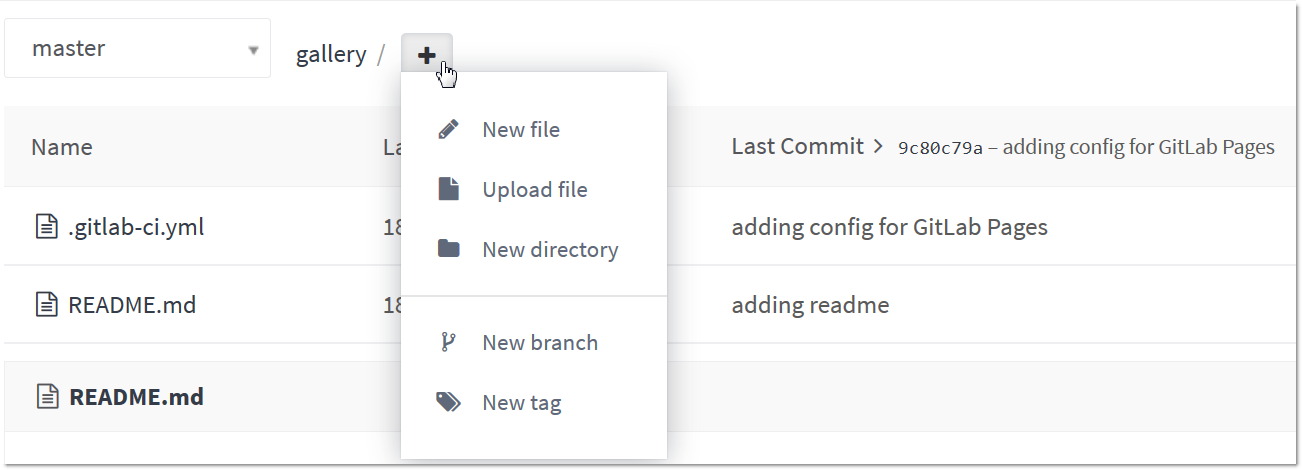 master
gallery /
New file
Upload file
New directory
New branch
New tag
Name
Last Commit > 9c80c79a – adding config for GitLab Pages
.gitlab-ci.yml
adding config for GitLab Pages
README.md
adding readme
README.md